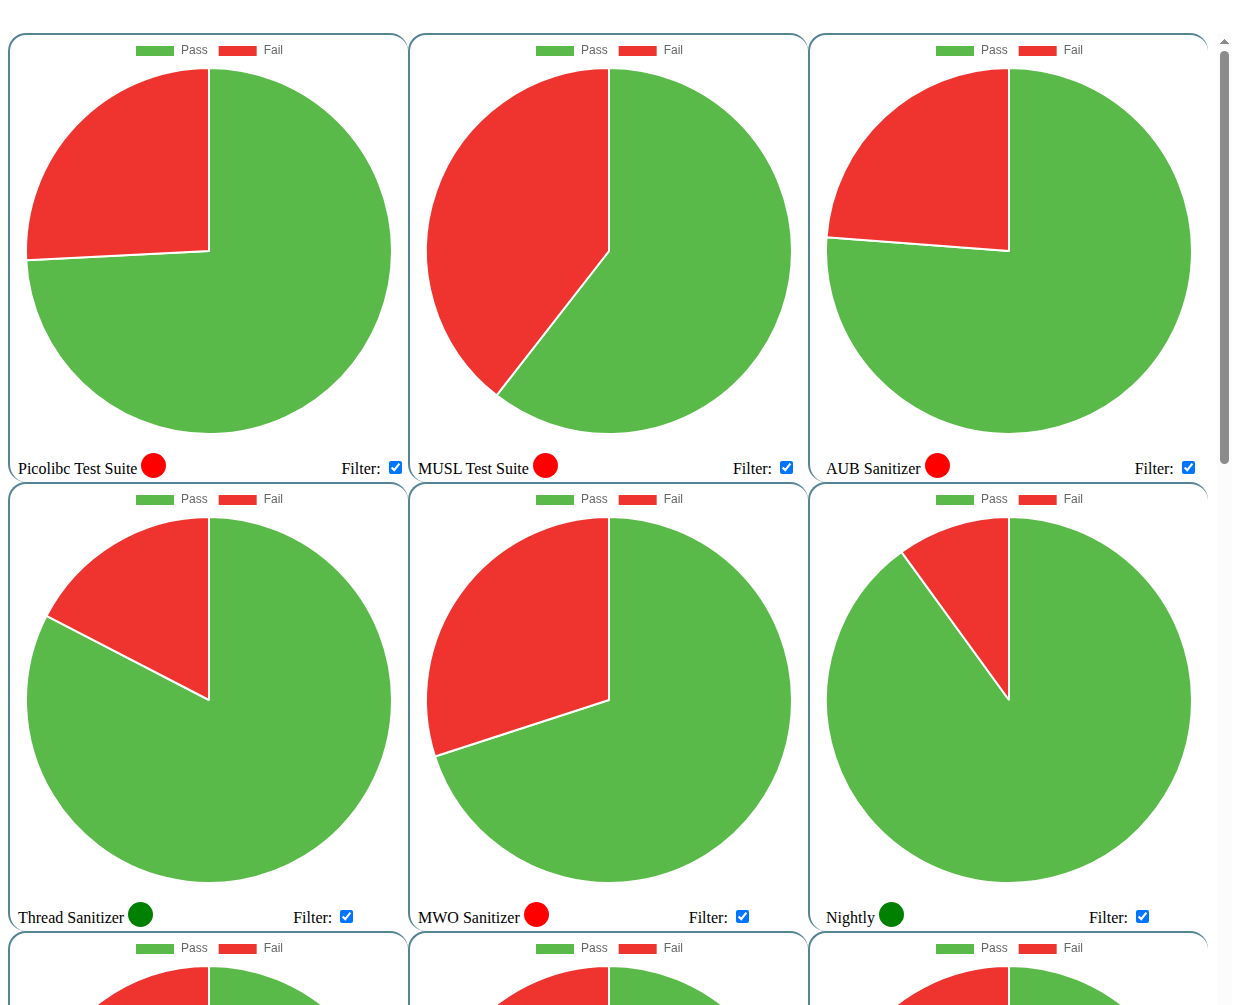 Pass Fail
Pass Fail
Pass Fail
Picolibc Test Suite Filter:
MUSL Test Suite Filter:
AUB Sanitizer Filter:
Pass Fail
Pass Fail
Pass Fail
Thread Sanitizer Filter:
MWO Sanitizer Filter:
Nightly Filter:
Pass Fail
Pass Fail
Pass Fail